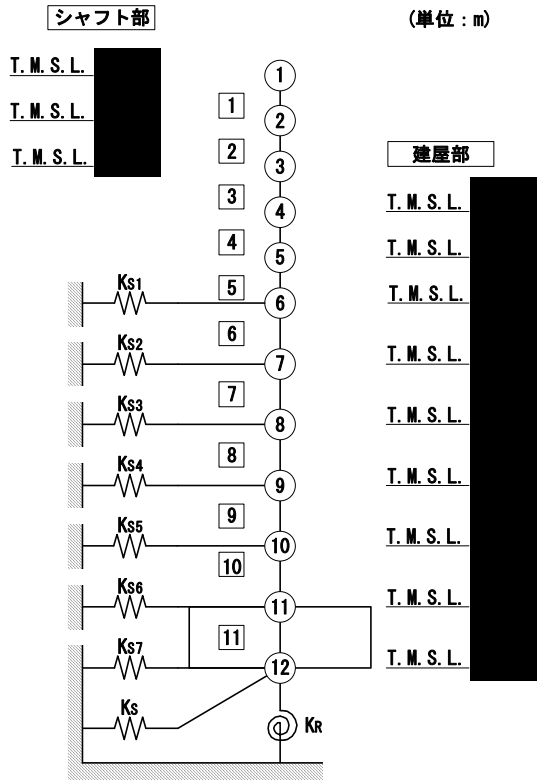 シャフト部
(単位：m)
T. M. S. L.
T. M. S. L.
T. M. S. L.
建屋部
T. M. S. L.
T. M. S. L.
T. M. S. L.
T. M. S. L.
T. M. S. L.
T. M. S. L.
T. M. S. L.
T. M. S. L.
T. M. S. L.
1
1
2
2
3
3
4
4
5
5
6
6
7
7
8
8
9
9
10
10
11
11
12
KS1
KS2
KS3
KS4
KS5
KS6
KS7
KS
KR